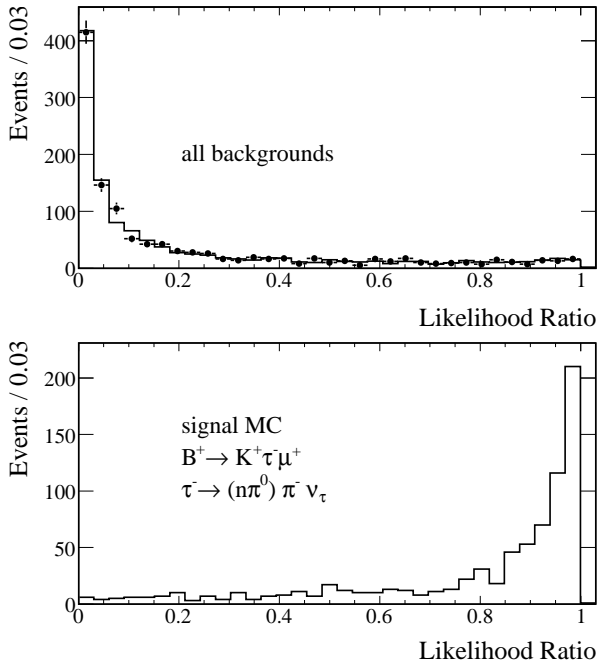 Events / 0.03
400
300
200
100
0
all backgrounds
0 0.2 0.4 0.6 0.8 1
Likelihood Ratio
Events / 0.03
200
150
100
50
0
signal MC
B⁺→ K⁺τ⁻μ⁺
τ⁻→ (nπ⁰) π⁻ ν_τ
0 0.2 0.4 0.6 0.8 1
Likelihood Ratio